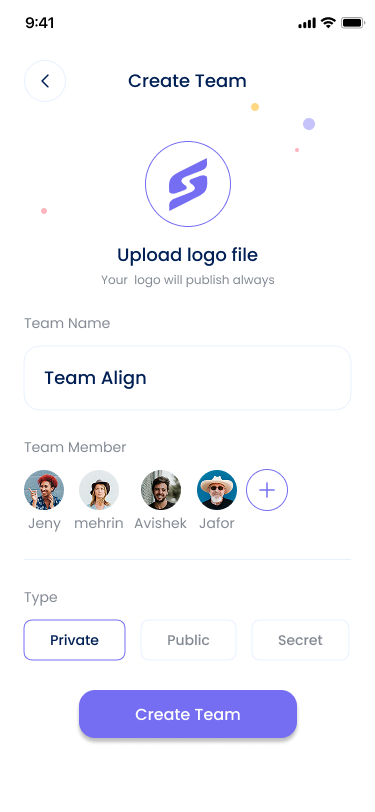 9:41
Create Team
Upload logo file
Your logo will publish always
Team Name
Team Align
Team Member
Jeny mehrin Avishek Jafor
Type
Private Public Secret
Create Team